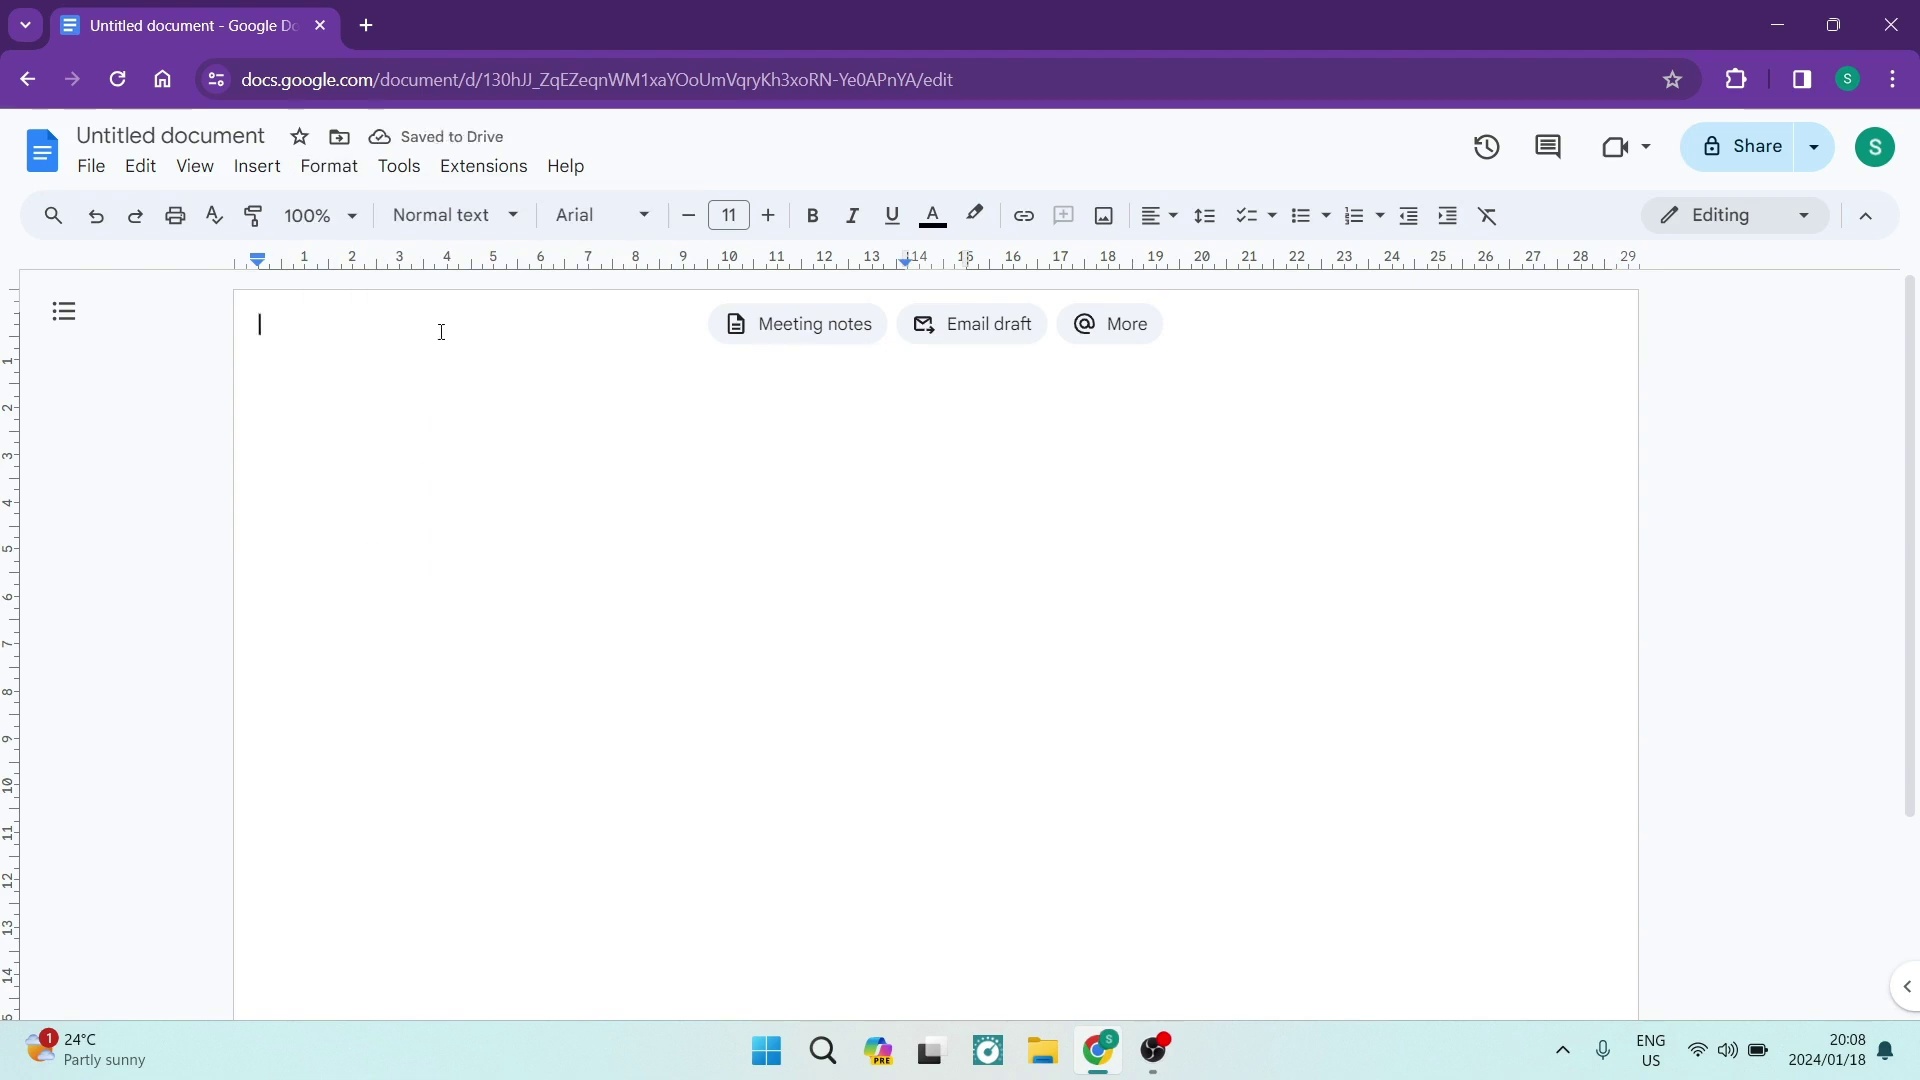 Untitled document - Google Do
docs.google.com/document/d/130hJJ_ZqEZeqnWM1xaYOoUmVqryKh3xoRN-Ye0APnYA/edit
S
Untitled document
Saved to Drive
Share
S
File Edit View Insert Format Tools Extensions Help
100% Normal text Arial 11 B I U A Editing
1 2 3 4 5 6 7 8 9 10 11 12 13 14 15 16 17 18 19 20 21 22 23 24 25 26 27 28 29
Meeting notes Email draft More
1
2
3
4
5
6
7
8
9
10
11
12
13
14
1
24°C
Partly sunny
PRE
S
ENG
US
20:08
2024/01/18